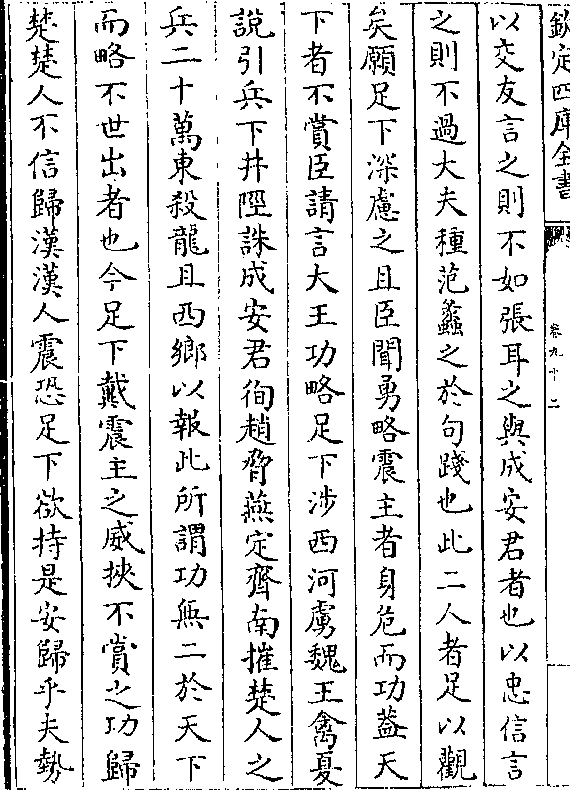 欽定四庫全書
卷九十二
以交友言之則不如張耳之與成安君者也以忠信言
之則不過大夫種范蠡之於句踐也此二人者足以觀
矣願足下深慮之且臣聞勇略震主者身危而功蓋天
下者不賞臣請言大王功略足下涉西河虜魏王禽夏
說引兵下井陘誅成安君徇趙脅燕定齊南摧楚人之
兵二十萬東殺龍且西鄉以報此所謂功無二於天下
而略不世出者也今足下戴震主之威挾不賞之功歸
楚楚人不信歸漢漢人震恐足下欲持是安歸乎夫勢